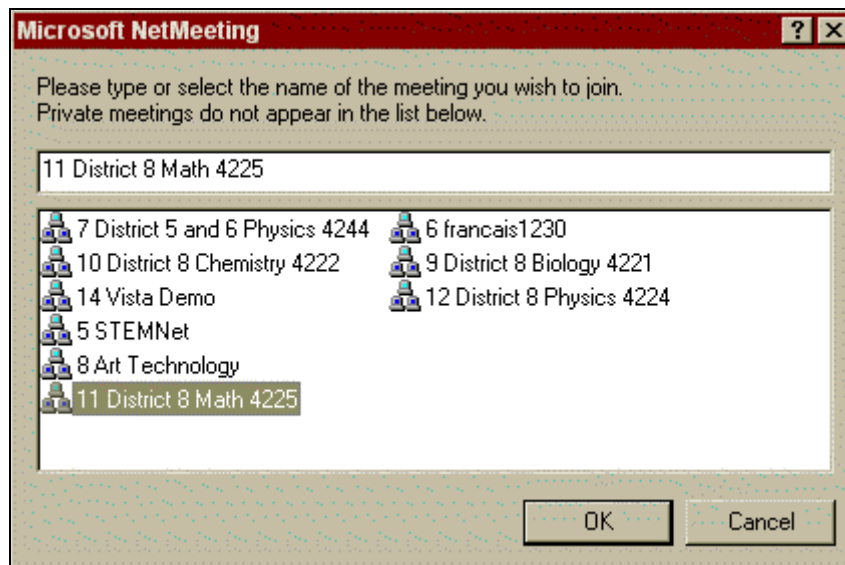 Microsoft NetMeeting
Please type or select the name of the meeting you wish to join.
Private meetings do not appear in the list below.
11 District 8 Math 4225
7 District 5 and 6 Physics 4244
10 District 8 Chemistry 4222
14 Vista Demo
5 STEMNet
8 Art Technology
11 District 8 Math 4225
6 francais1230
9 District 8 Biology 4221
12 District 8 Physics 4224
OK
Cancel